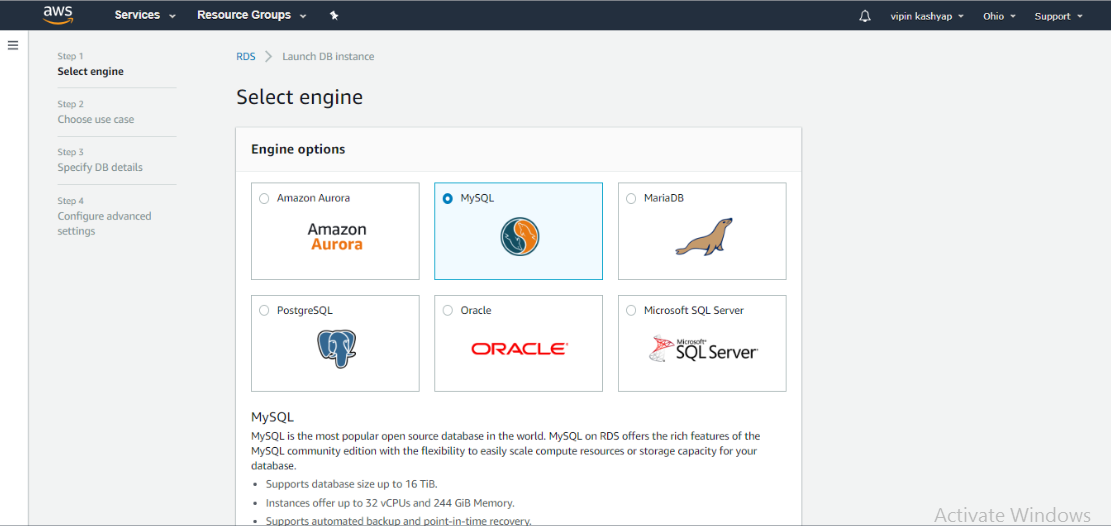 aws
Services Resource Groups vipin kashyap Ohio Support
Step 1
Select engine
Step 2
Choose use case
Step 3
Specify DB details
Step 4
Configure advanced
settings
RDS Launch DB instance
Select engine
Engine options
Amazon Aurora
Amazon
Aurora
MySQL
MariaDB
PostgreSQL
Oracle
ORACLE
Microsoft SQL Server
Microsoft
SQL Server
MySQL
MySQL is the most popular open source database in the world. MySQL on RDS offers the rich features of the
MySQL community edition with the flexibility to easily scale compute resources or storage capacity for your
database.
• Supports database size up to 16 TiB.
• Instances offer up to 32 vCPUs and 244 GiB Memory.
• Supports automated backup and point-in-time recovery.
Activate Windows